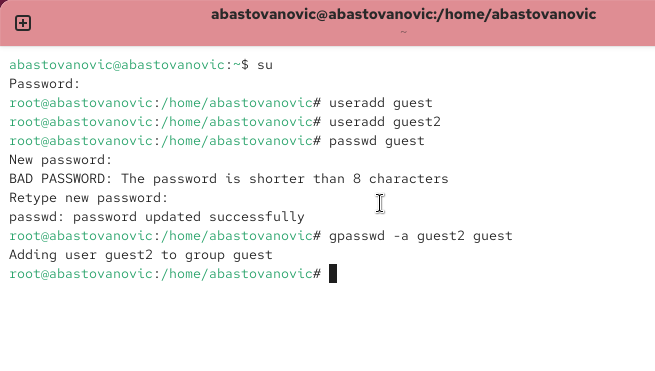 abastovanovic@abastovanovic:/home/abastovanovic
~
abastovanovic@abastovanovic:~$ su
Password:
root@abastovanovic:/home/abastovanovic# useradd guest
root@abastovanovic:/home/abastovanovic# useradd guest2
root@abastovanovic:/home/abastovanovic# passwd guest
New password:
BAD PASSWORD: The password is shorter than 8 characters
Retype new password:
passwd: password updated successfully
root@abastovanovic:/home/abastovanovic# gpasswd -a guest2 guest
Adding user guest2 to group guest
root@abastovanovic:/home/abastovanovic#